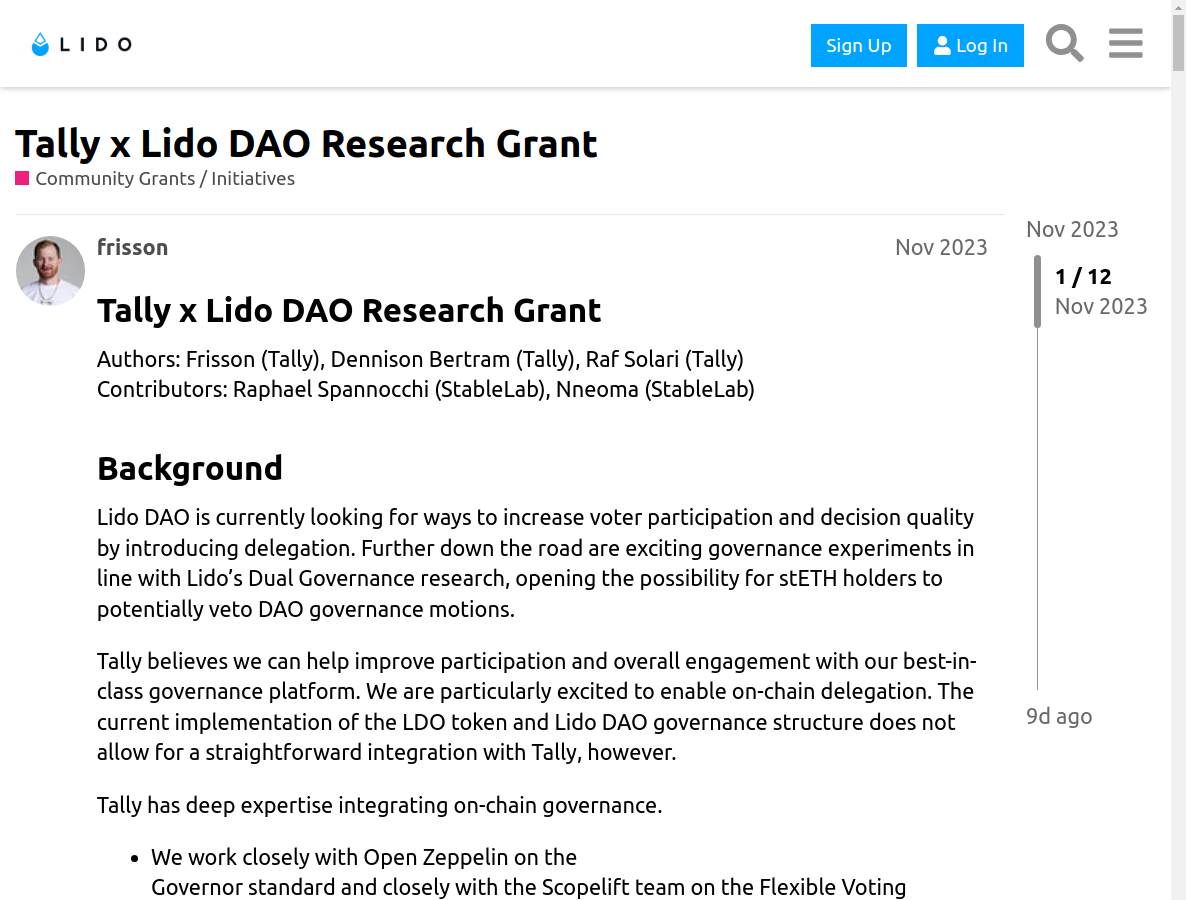 LIDO
Sign Up
Log In
Tally x Lido DAO Research Grant
Community Grants / Initiatives
frisson
Nov 2023
Nov 2023
1 / 12
Nov 2023
9d ago
Tally x Lido DAO Research Grant
Authors: Frisson (Tally), Dennison Bertram (Tally), Raf Solari (Tally)
Contributors: Raphael Spannocchi (StableLab), Nneoma (StableLab)
Background
Lido DAO is currently looking for ways to increase voter participation and decision quality
by introducing delegation. Further down the road are exciting governance experiments in
line with Lido’s Dual Governance research, opening the possibility for stETH holders to
potentially veto DAO governance motions.
Tally believes we can help improve participation and overall engagement with our best-in-
class governance platform. We are particularly excited to enable on-chain delegation. The
current implementation of the LDO token and Lido DAO governance structure does not
allow for a straightforward integration with Tally, however.
Tally has deep expertise integrating on-chain governance.
• We work closely with Open Zeppelin on the
Governor standard and closely with the Scopelift team on the Flexible Voting